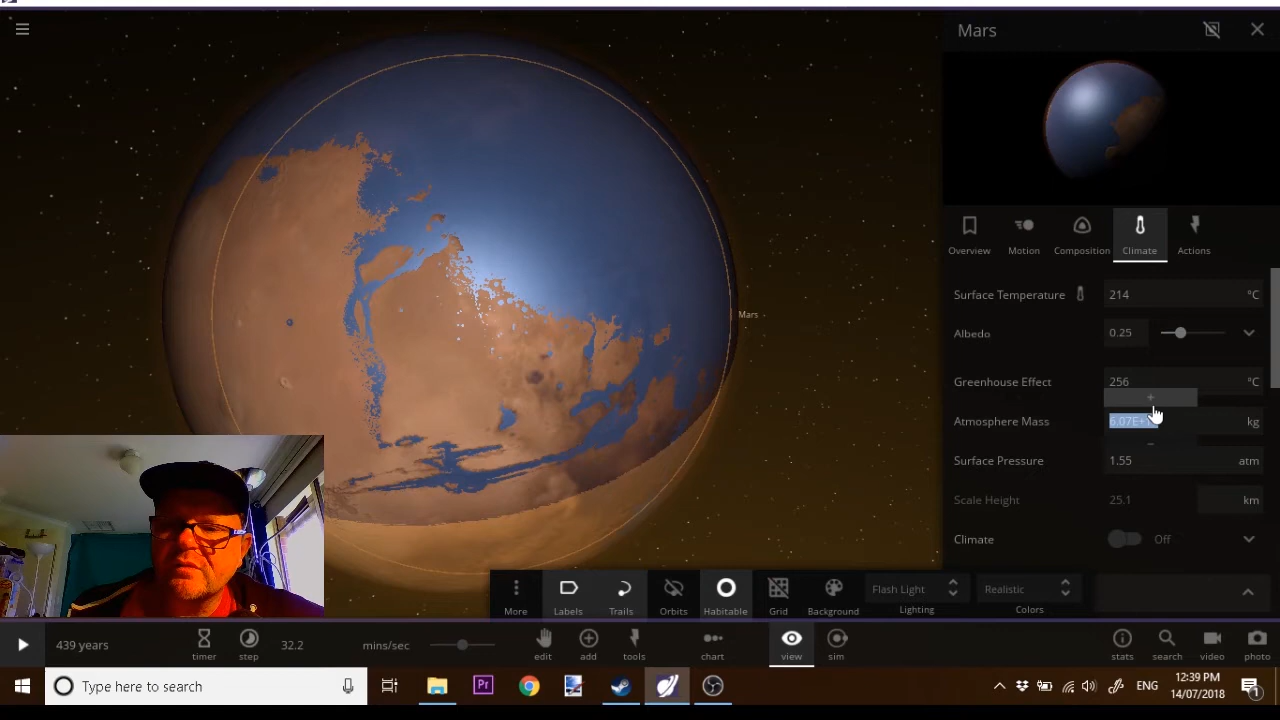 Mars
Mars
Overview Motion Composition Climate Actions
Surface Temperature 214 °C
Albedo 0.25
Greenhouse Effect 256 °C
+
Atmosphere Mass kg
−
Surface Pressure 1.55 atm
Scale Height 25.1 km
Climate Off
More Labels Trails Orbits Habitable Grid Background
Flash Light
Lighting
Realistic
Colors
439 years
timer step
32.2 mins/sec
edit add tools chart view sim stats search video photo
Type here to search
Pr
ENG
12:39 PM
14/07/2018
1